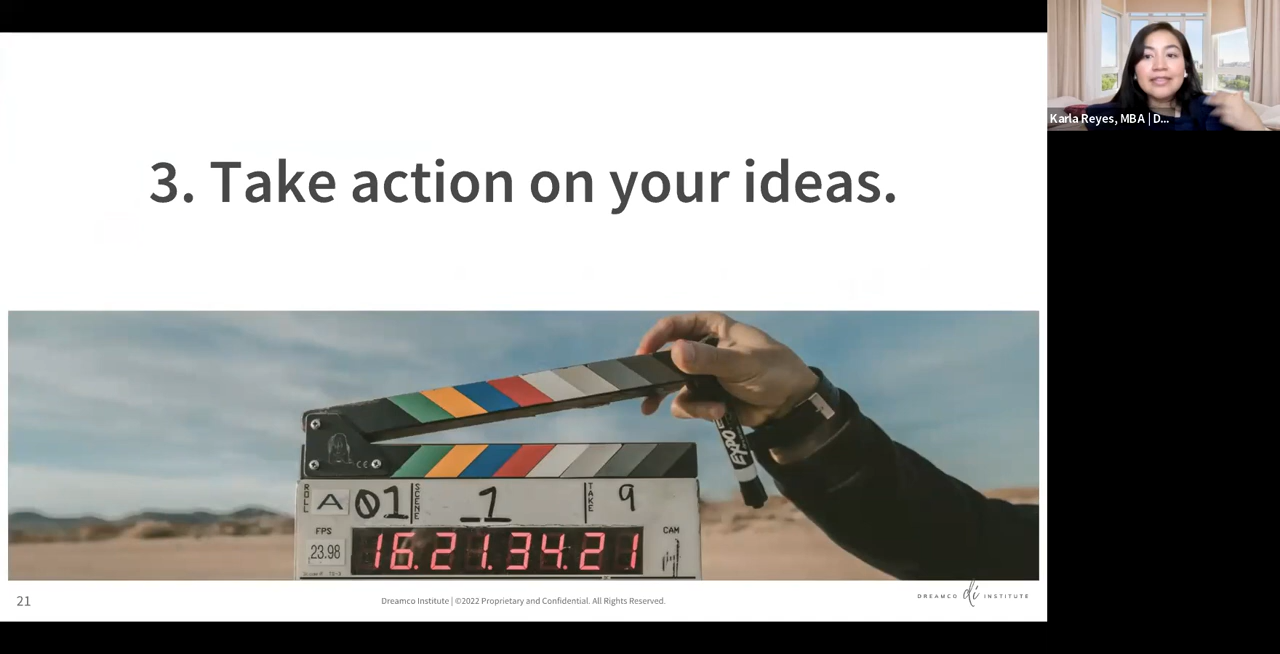 3. Take action on your ideas.
Karla Reyes, MBA | D...
ROLL
A 01
SCENE
1
TAKE
9
FPS
23.98
CAM
16.21.34.21
EXPO
CE
21
Dreamco Institute | ©2022 Proprietary and Confidential. All Rights Reserved.
DREAMCO di INSTITUTE